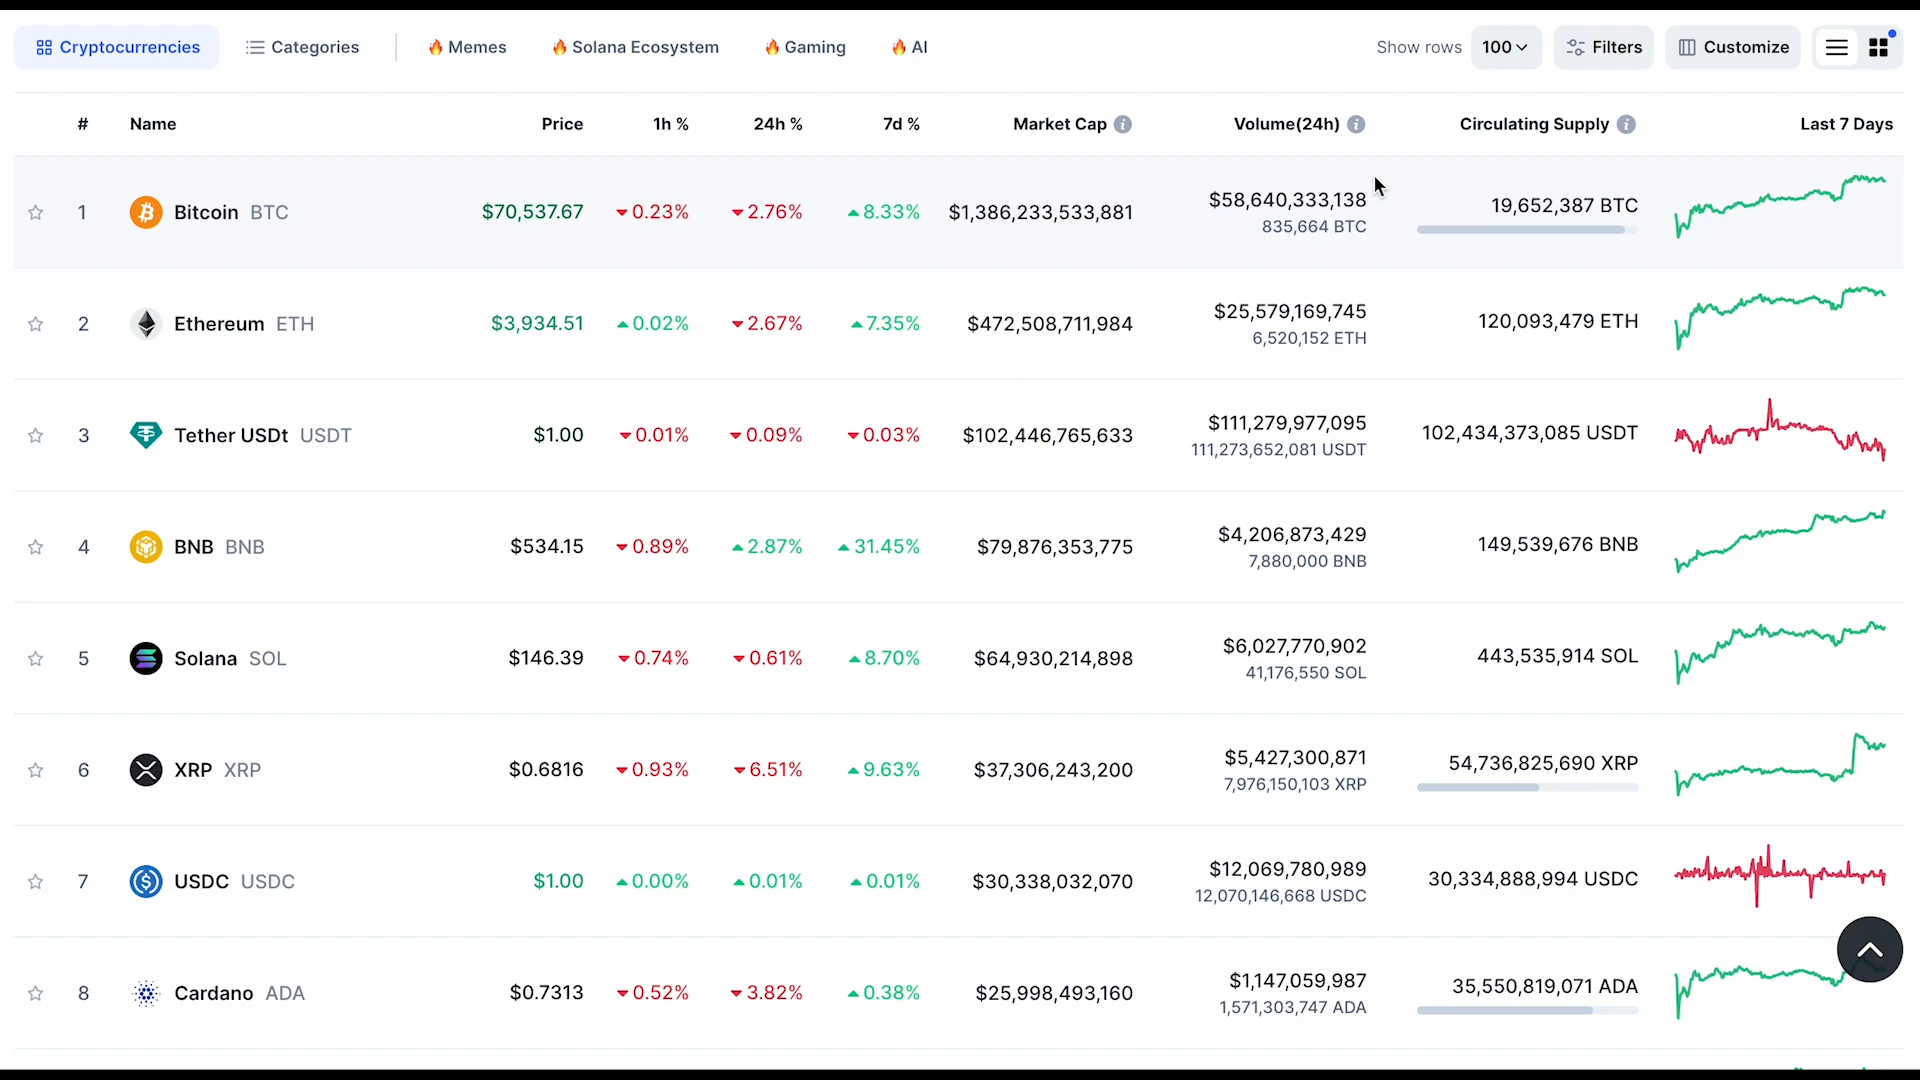 Cryptocurrencies Categories Memes Solana Ecosystem Gaming AI Show rows 100 Filters Customize
# Name Price 1h % 24h % 7d % Market Cap Volume(24h) Circulating Supply Last 7 Days
1 Bitcoin BTC $70,537.67 0.23% 2.76% 8.33% $1,386,233,533,881 $58,640,333,138 19,652,387 BTC
835,664 BTC
2 Ethereum ETH $3,934.51 0.02% 2.67% 7.35% $472,508,711,984 $25,579,169,745 120,093,479 ETH
6,520,152 ETH
3 Tether USDt USDT $1.00 0.01% 0.09% 0.03% $102,446,765,633 $111,279,977,095 102,434,373,085 USDT
111,273,652,081 USDT
4 BNB BNB $534.15 0.89% 2.87% 31.45% $79,876,353,775 $4,206,873,429 149,539,676 BNB
7,880,000 BNB
5 Solana SOL $146.39 0.74% 0.61% 8.70% $64,930,214,898 $6,027,770,902 443,535,914 SOL
41,176,550 SOL
6 XRP XRP $0.6816 0.93% 6.51% 9.63% $37,306,243,200 $5,427,300,871 54,736,825,690 XRP
7,976,150,103 XRP
7 USDC USDC $1.00 0.00% 0.01% 0.01% $30,338,032,070 $12,069,780,989 30,334,888,994 USDC
12,070,146,668 USDC
8 Cardano ADA $0.7313 0.52% 3.82% 0.38% $25,998,493,160 $1,147,059,987 35,550,819,071 ADA
1,571,303,747 ADA